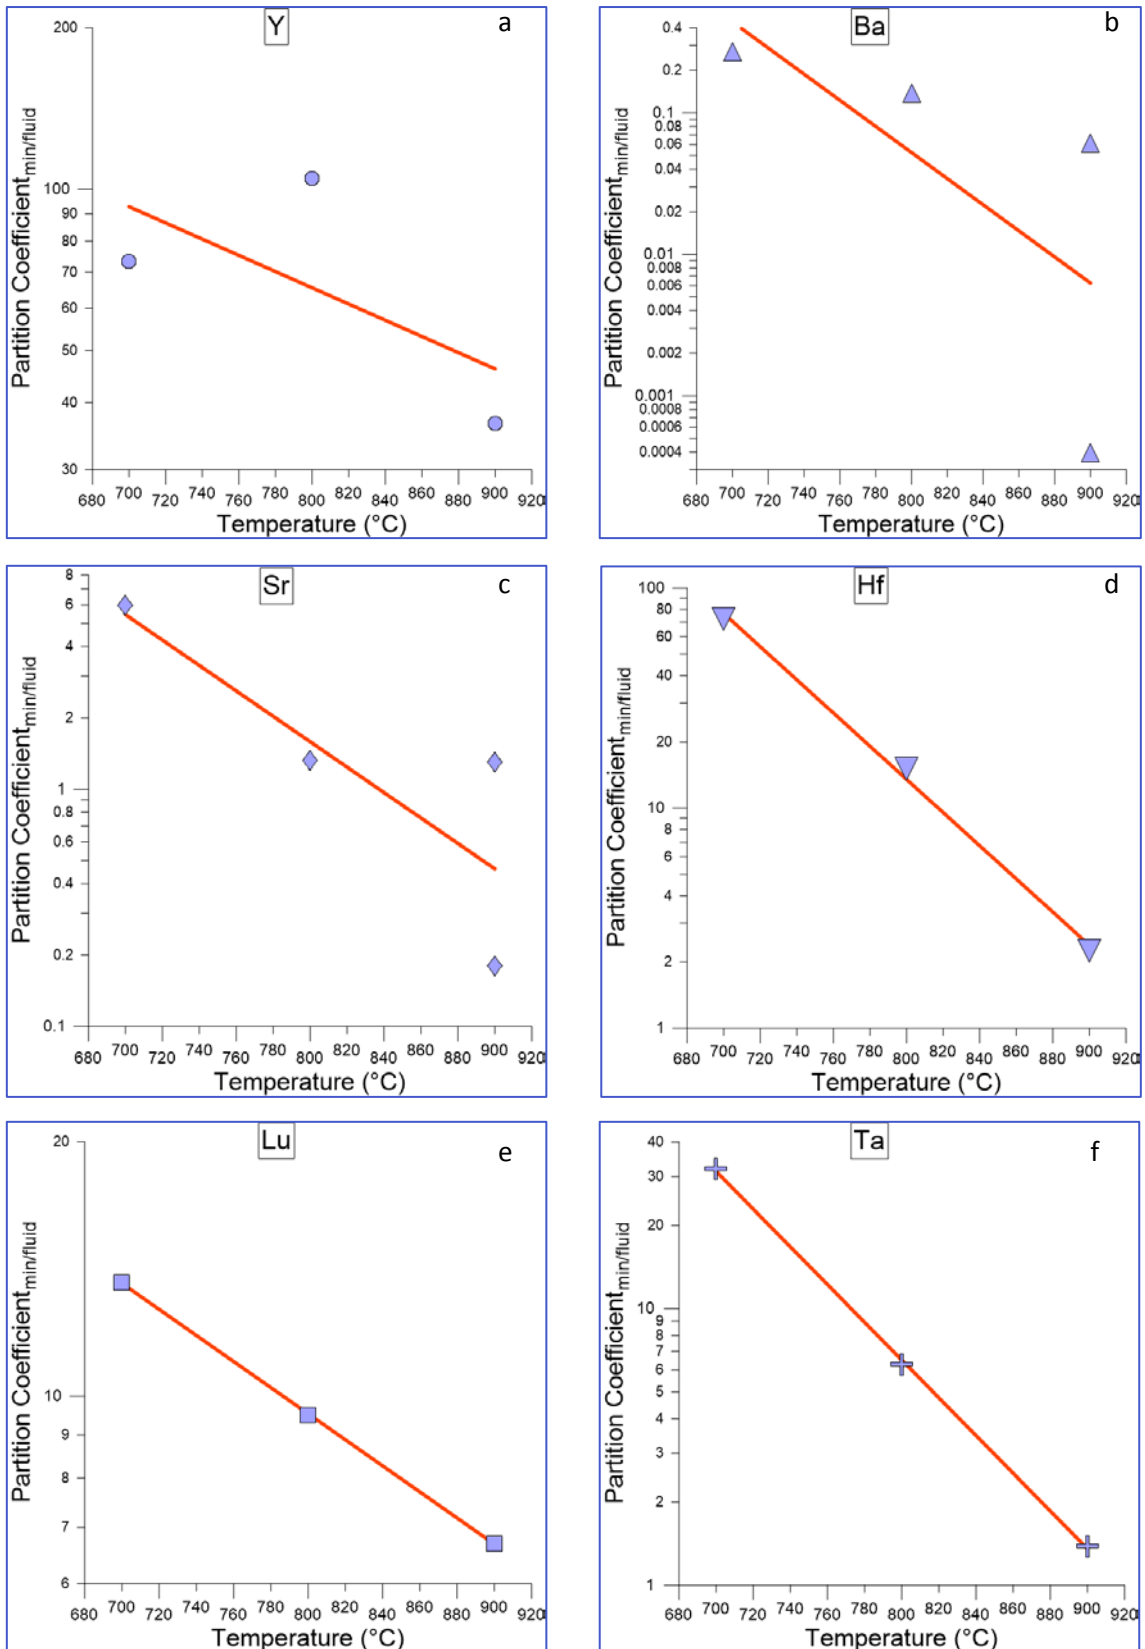 Y
a
200
100
90
80
70
60
50
40
30
Partition Coefficient min/fluid
700 740 800 820 860 900
680 720 760 780 840 880 920
Temperature (°C)
Ba
b
0.4
0.2
0.1
0.08
0.06
0.04
0.02
0.01
0.008
0.006
0.004
0.002
0.001
0.0008
0.0006
0.0004
Partition Coefficient min/fluid
700 740 800 820 860 900
680 720 760 780 840 880 920
Temperature (°C)
Sr
c
8
6
4
2
1
0.8
0.6
0.4
0.2
0.1
Partition Coefficient min/fluid
700 740 800 820 860 900
680 720 760 780 840 880 920
Temperature (°C)
Hf
d
100
80
60
40
20
10
8
6
4
2
1
Partition Coefficient min/fluid
700 740 800 820 860 900
680 720 760 780 840 880 920
Temperature (°C)
Lu
e
20
10
9
8
7
6
Partition Coefficient min/fluid
700 740 800 820 860 900
680 720 760 780 840 880 920
Temperature (°C)
Ta
f
40
30
20
10
9
8
7
6
5
4
3
2
1
Partition Coefficient min/fluid
700 740 800 820 860 900
680 720 760 780 840 880 920
Temperature (°C)